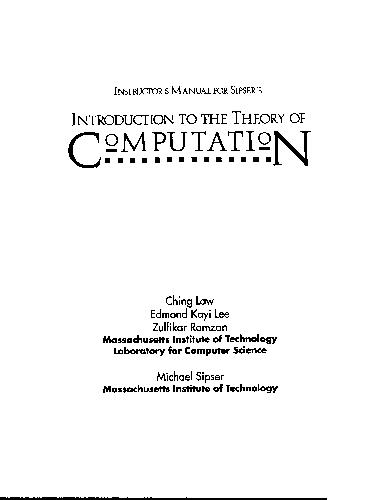 INSTRUCTOR'S MANUAL FOR SIPSER'S
INTRODUCTION TO THE THEORY OF
COMPUTATION
Ching Law
Edmond Kayi Lee
Zulfikar Ramzan
Massachusetts Institute of Technology
Laboratory for Computer Science
Michael Sipser
Massachusetts Institute of Technology